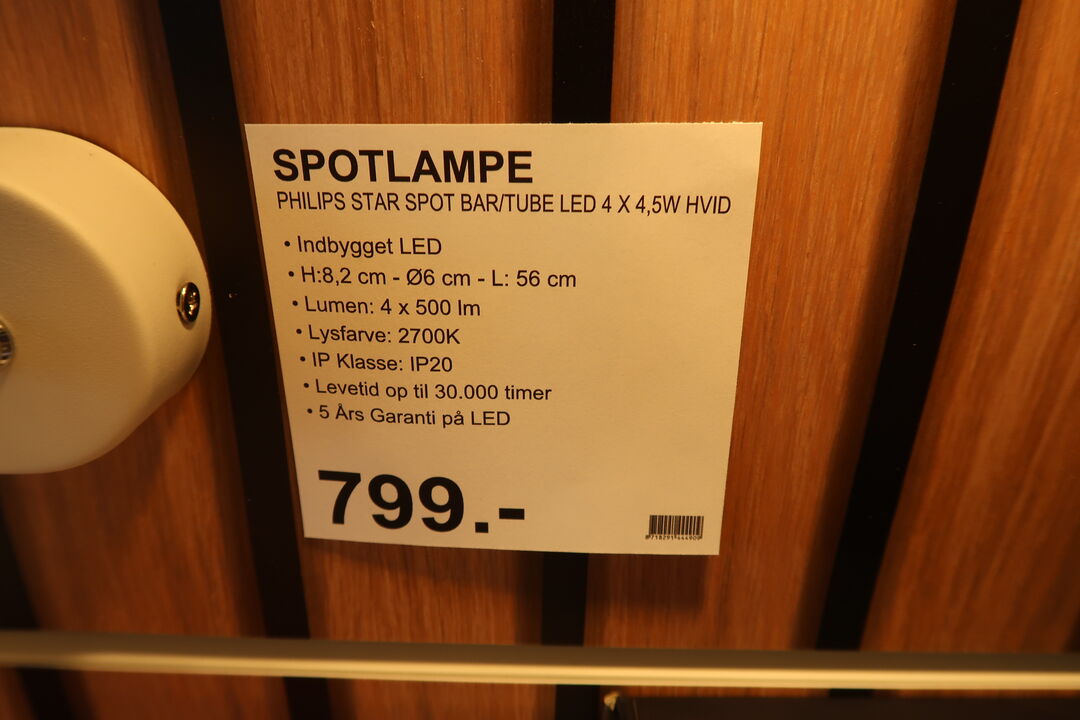 SPOTLAMPE
PHILIPS STAR SPOT BAR/TUBE LED 4 X 4,5W HVID
• Indbygget LED
• H:8,2 cm - Ø6 cm - L: 56 cm
• Lumen: 4 x 500 lm
• Lysfarve: 2700K
• IP Klasse: IP20
• Levetid op til 30.000 timer
• 5 Års Garanti på LED
799.-